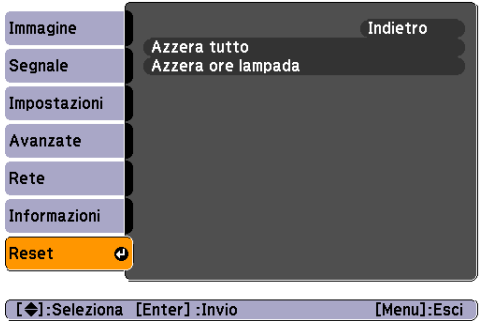 Immagine
Segnale
Impostazioni
Avanzate
Rete
Informazioni
Reset
Indietro
Azzera tutto
Azzera ore lampada
[◆]:Seleziona [Enter] :Invio [Menu]:Esci